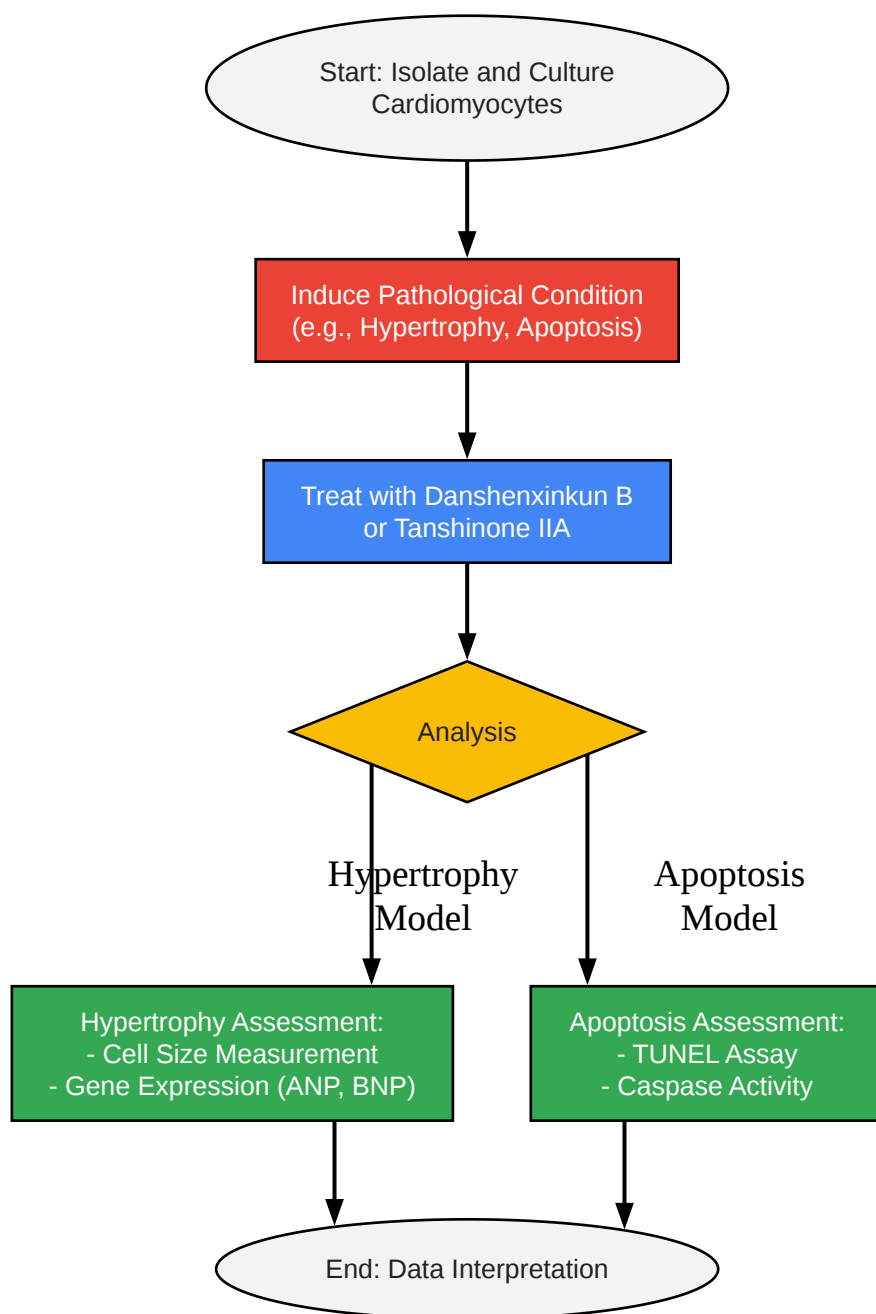 Start: Isolate and Culture
Cardiomyocytes
Induce Pathological Condition
(e.g., Hypertrophy, Apoptosis)
Treat with Danshenxinkun B
or Tanshinone IIA
Analysis
Hypertrophy
Model
Apoptosis
Model
Hypertrophy Assessment:
- Cell Size Measurement
- Gene Expression (ANP, BNP)
Apoptosis Assessment:
- TUNEL Assay
- Caspase Activity
End: Data Interpretation